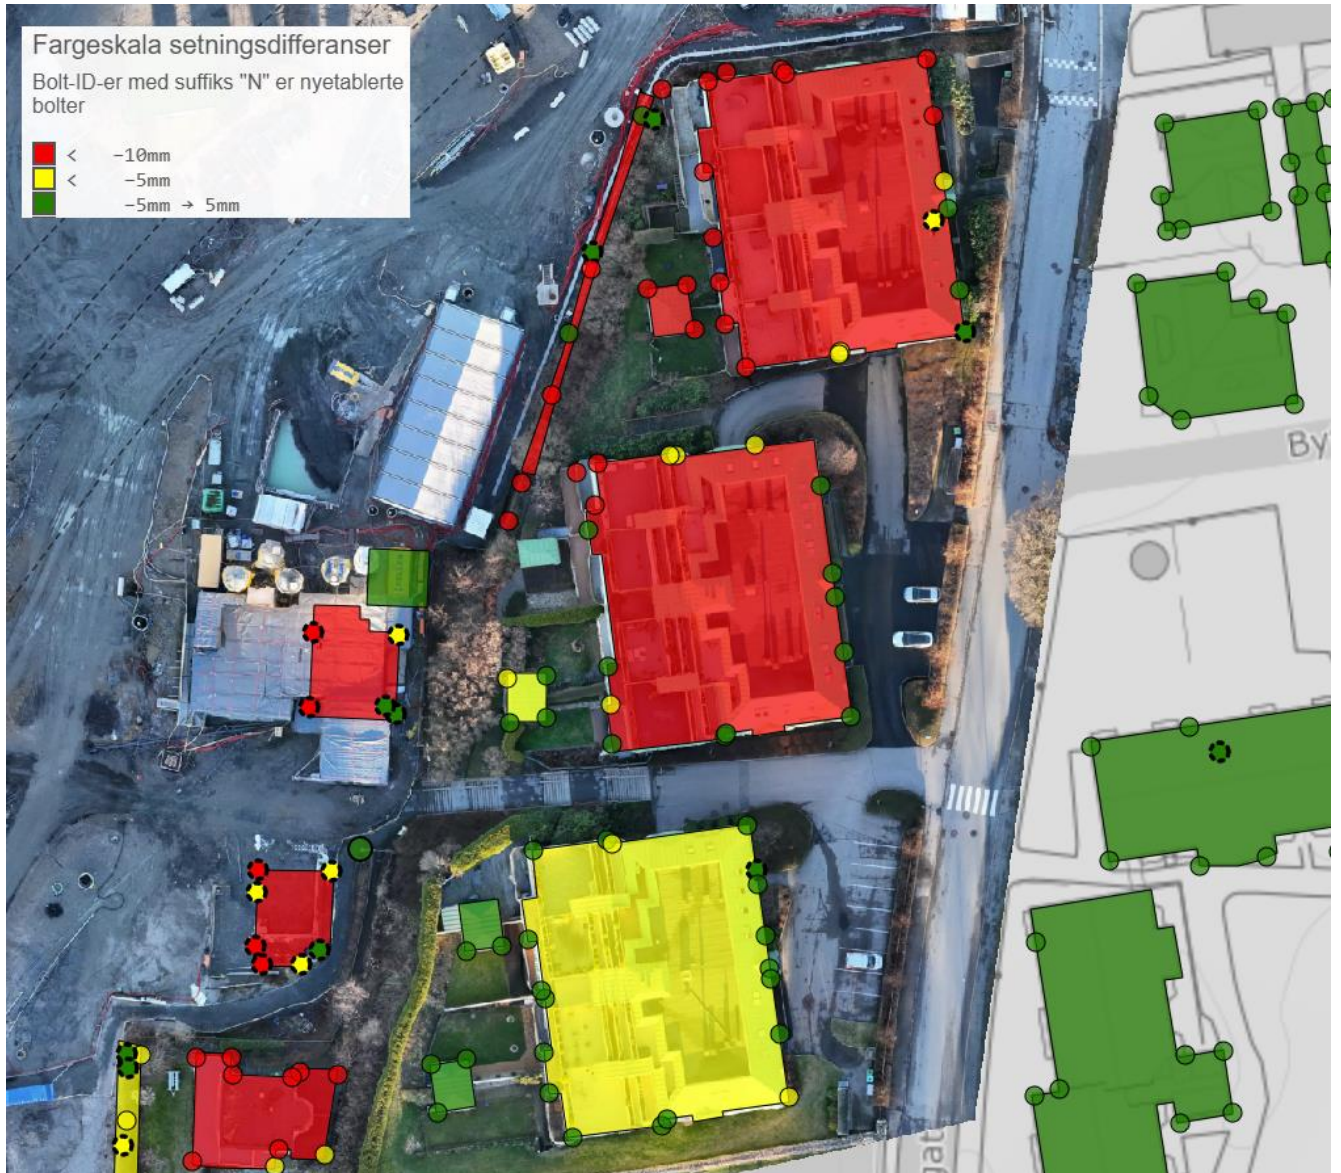 Fargeskala setningsdifferanser
Bolt-ID-er med suffiks "N" er nyetablerte
bolter
< -10mm
< -5mm
-5mm → 5mm
By
gat